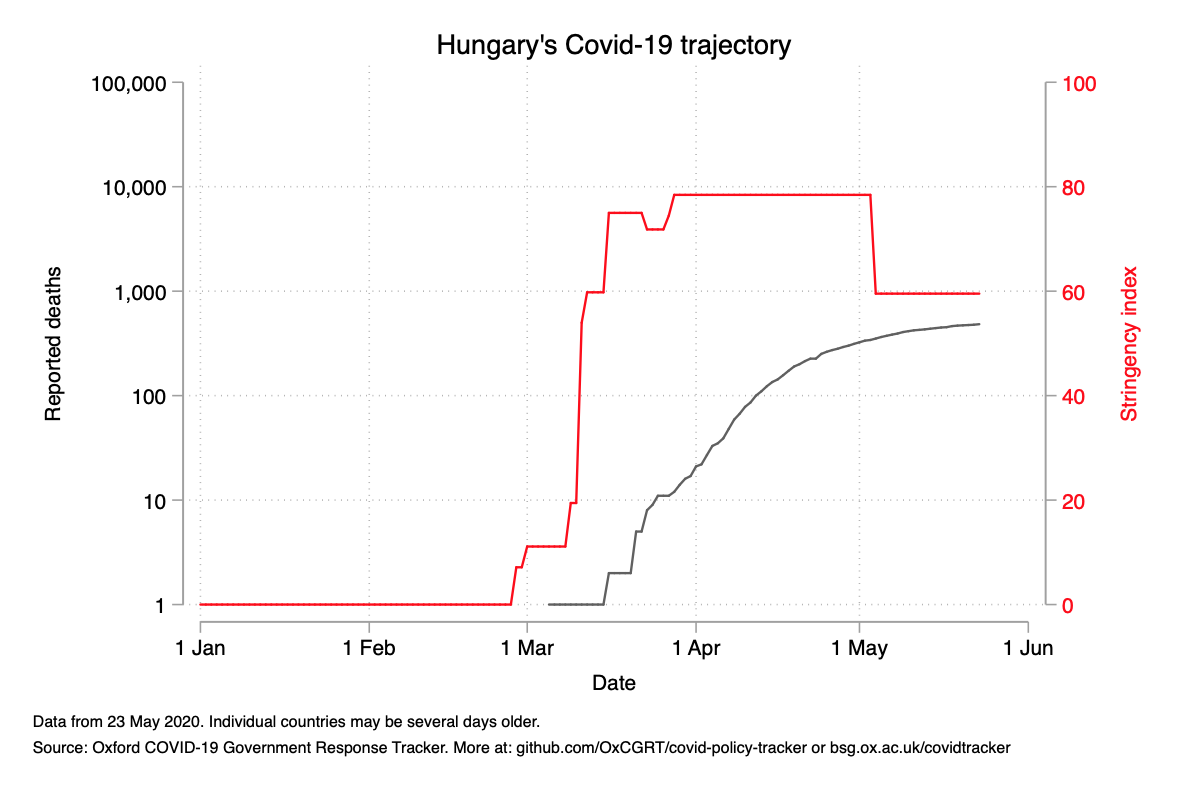 Hungary's Covid-19 trajectory
100,000
10,000
1,000
100
10
1
Reported deaths
100
80
60
40
20
0
Stringency index
1 Jan
1 Feb
1 Mar
1 Apr
1 May
1 Jun
Date
Data from 23 May 2020. Individual countries may be several days older.
Source: Oxford COVID-19 Government Response Tracker. More at: github.com/OxCGRT/covid-policy-tracker or bsg.ox.ac.uk/covidtracker